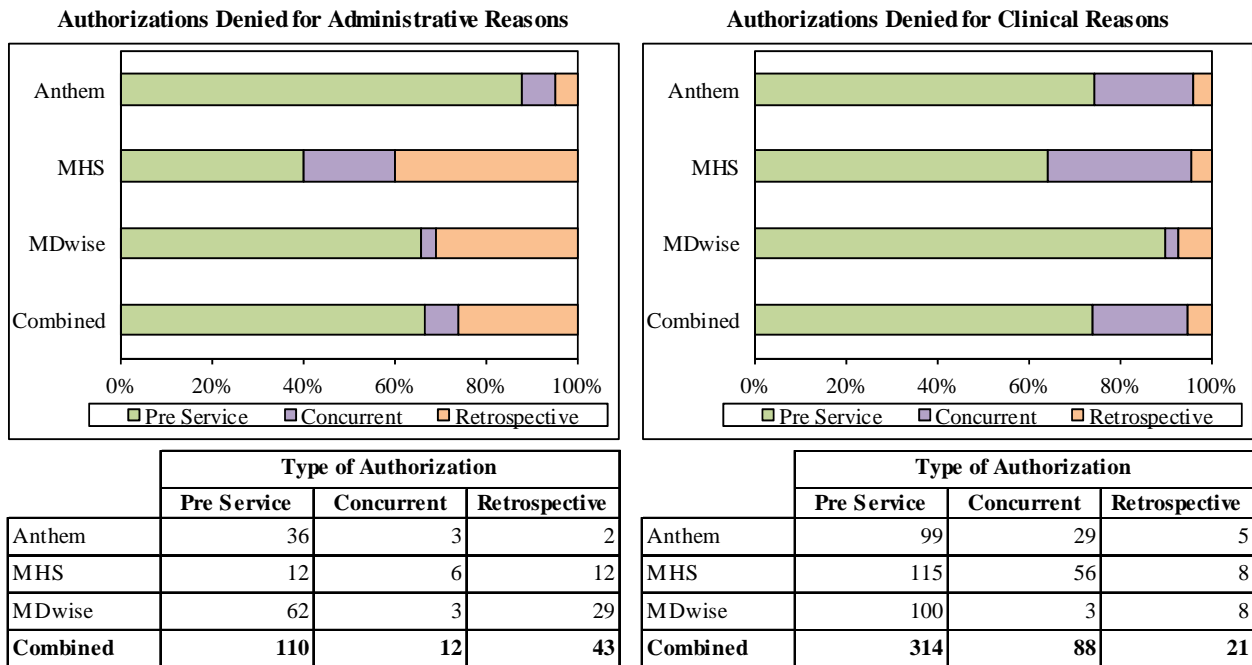 Authorizations Denied for Administrative Reasons
Anthem
MHS
MDwise
Combined
0% 20% 40% 60% 80% 100%
Pre Service Concurrent Retrospective
Type of Authorization
Pre Service Concurrent Retrospective
Anthem 36 3 2
MHS 12 6 12
MDwise 62 3 29
Combined 110 12 43
Authorizations Denied for Clinical Reasons
Anthem
MHS
MDwise
Combined
0% 20% 40% 60% 80% 100%
Pre Service Concurrent Retrospective
Type of Authorization
Pre Service Concurrent Retrospective
Anthem 99 29 5
MHS 115 56 8
MDwise 100 3 8
Combined 314 88 21